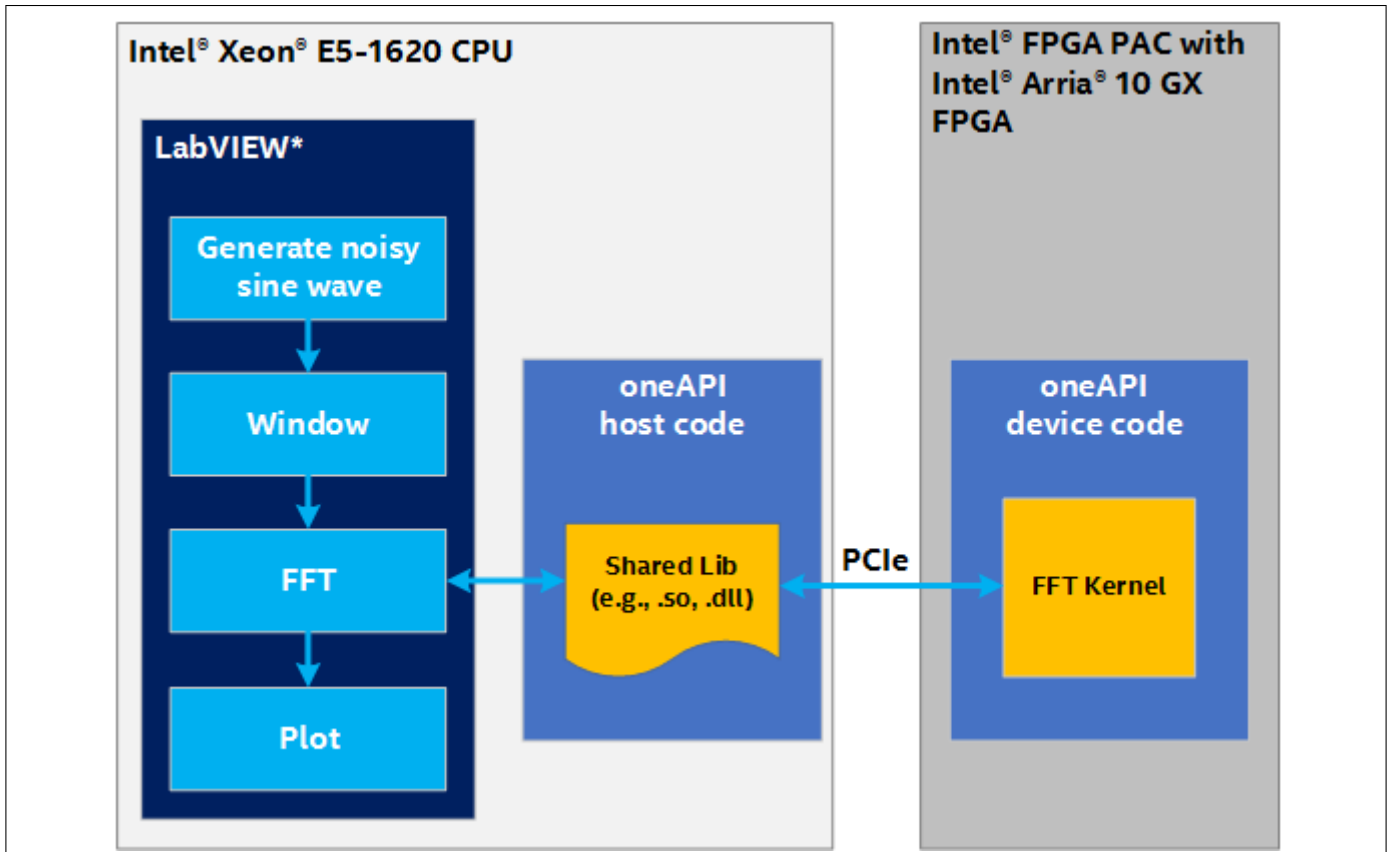 Intel® Xeon® E5-1620 CPU
LabVIEW*
Generate noisy
sine wave
Window
FFT
Plot
oneAPI
host code
Shared Lib
(e.g., .so, .dll)
PCIe
Intel® FPGA PAC with
Intel® Arria® 10 GX
FPGA
oneAPI
device code
FFT Kernel